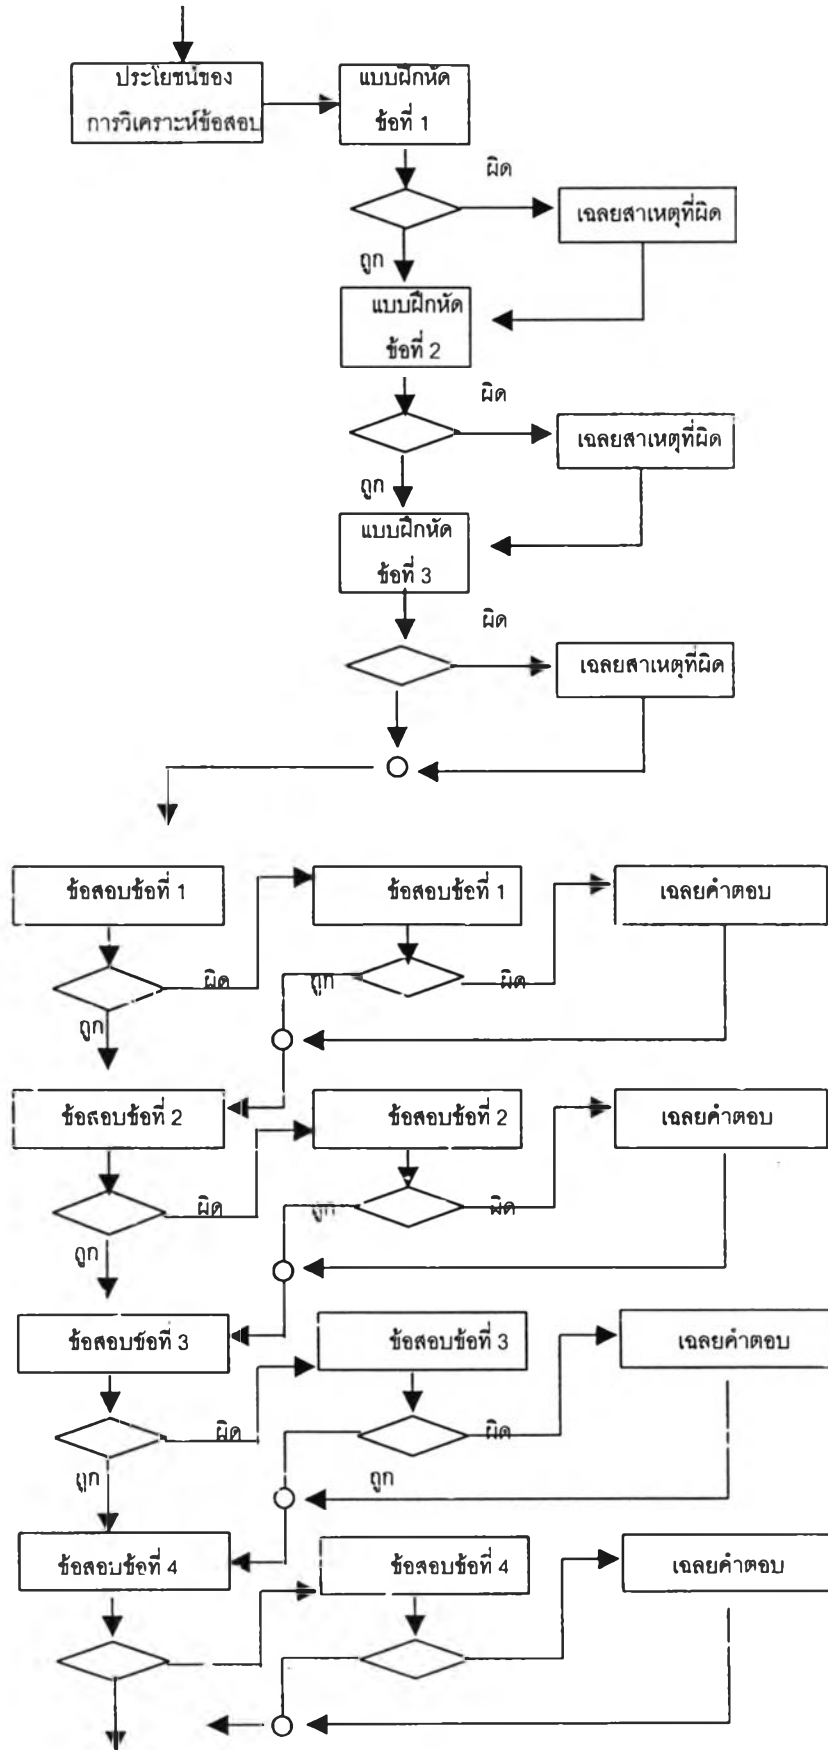 ประโยชน์ของ
การวิเคราะห์ข้อสอบ
แบบฝึกหัด
ข้อที่ 1
ผิด
เฉลยสาเหตุที่ผิด
ถูก
แบบฝึกหัด
ข้อที่ 2
ผิด
เฉลยสาเหตุที่ผิด
ถูก
แบบฝึกหัด
ข้อที่ 3
ผิด
เฉลยสาเหตุที่ผิด
ข้อสอบข้อที่ 1
ข้อสอบข้อที่ 1
เฉลยคำตอบ
ผิด
ถูก
ผิด
ถูก
ข้อสอบข้อที่ 2
ข้อสอบข้อที่ 2
เฉลยคำตอบ
ผิด
ถูก
ผิด
ถูก
ข้อสอบข้อที่ 3
ข้อสอบข้อที่ 3
เฉลยคำตอบ
ผิด
ผิด
ถูก
ถูก
ข้อสอบข้อที่ 4
ข้อสอบข้อที่ 4
เฉลยคำตอบ